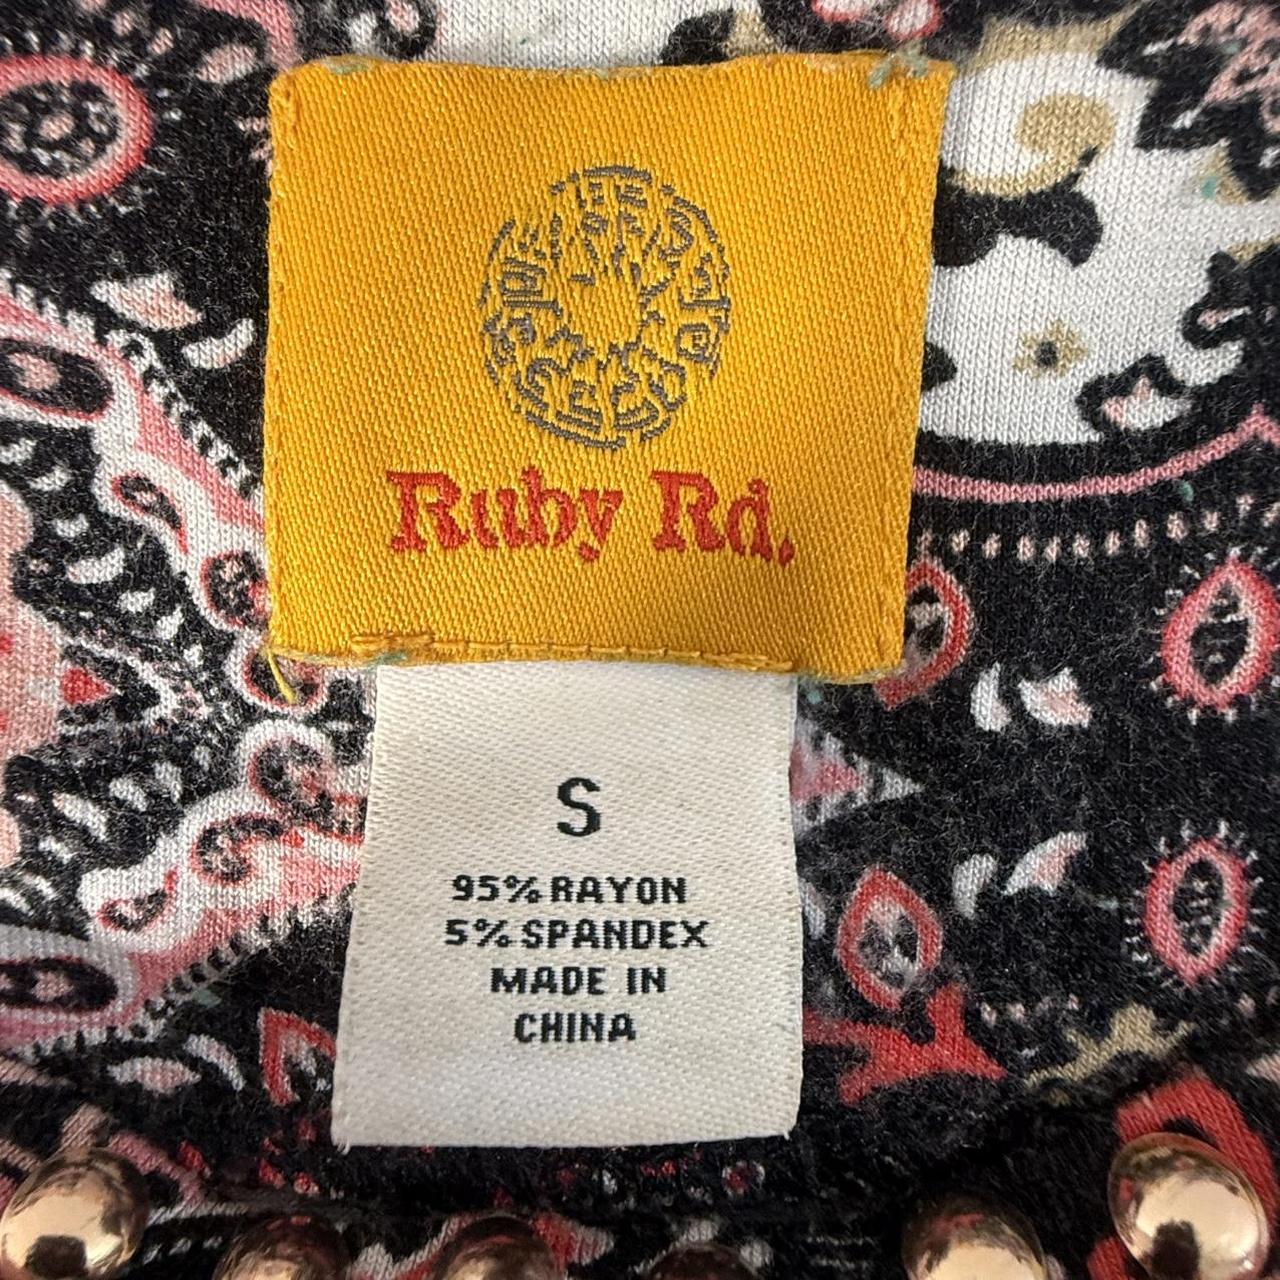 Ruby Rd.
S
95% RAYON
5% SPANDEX
MADE IN
CHINA